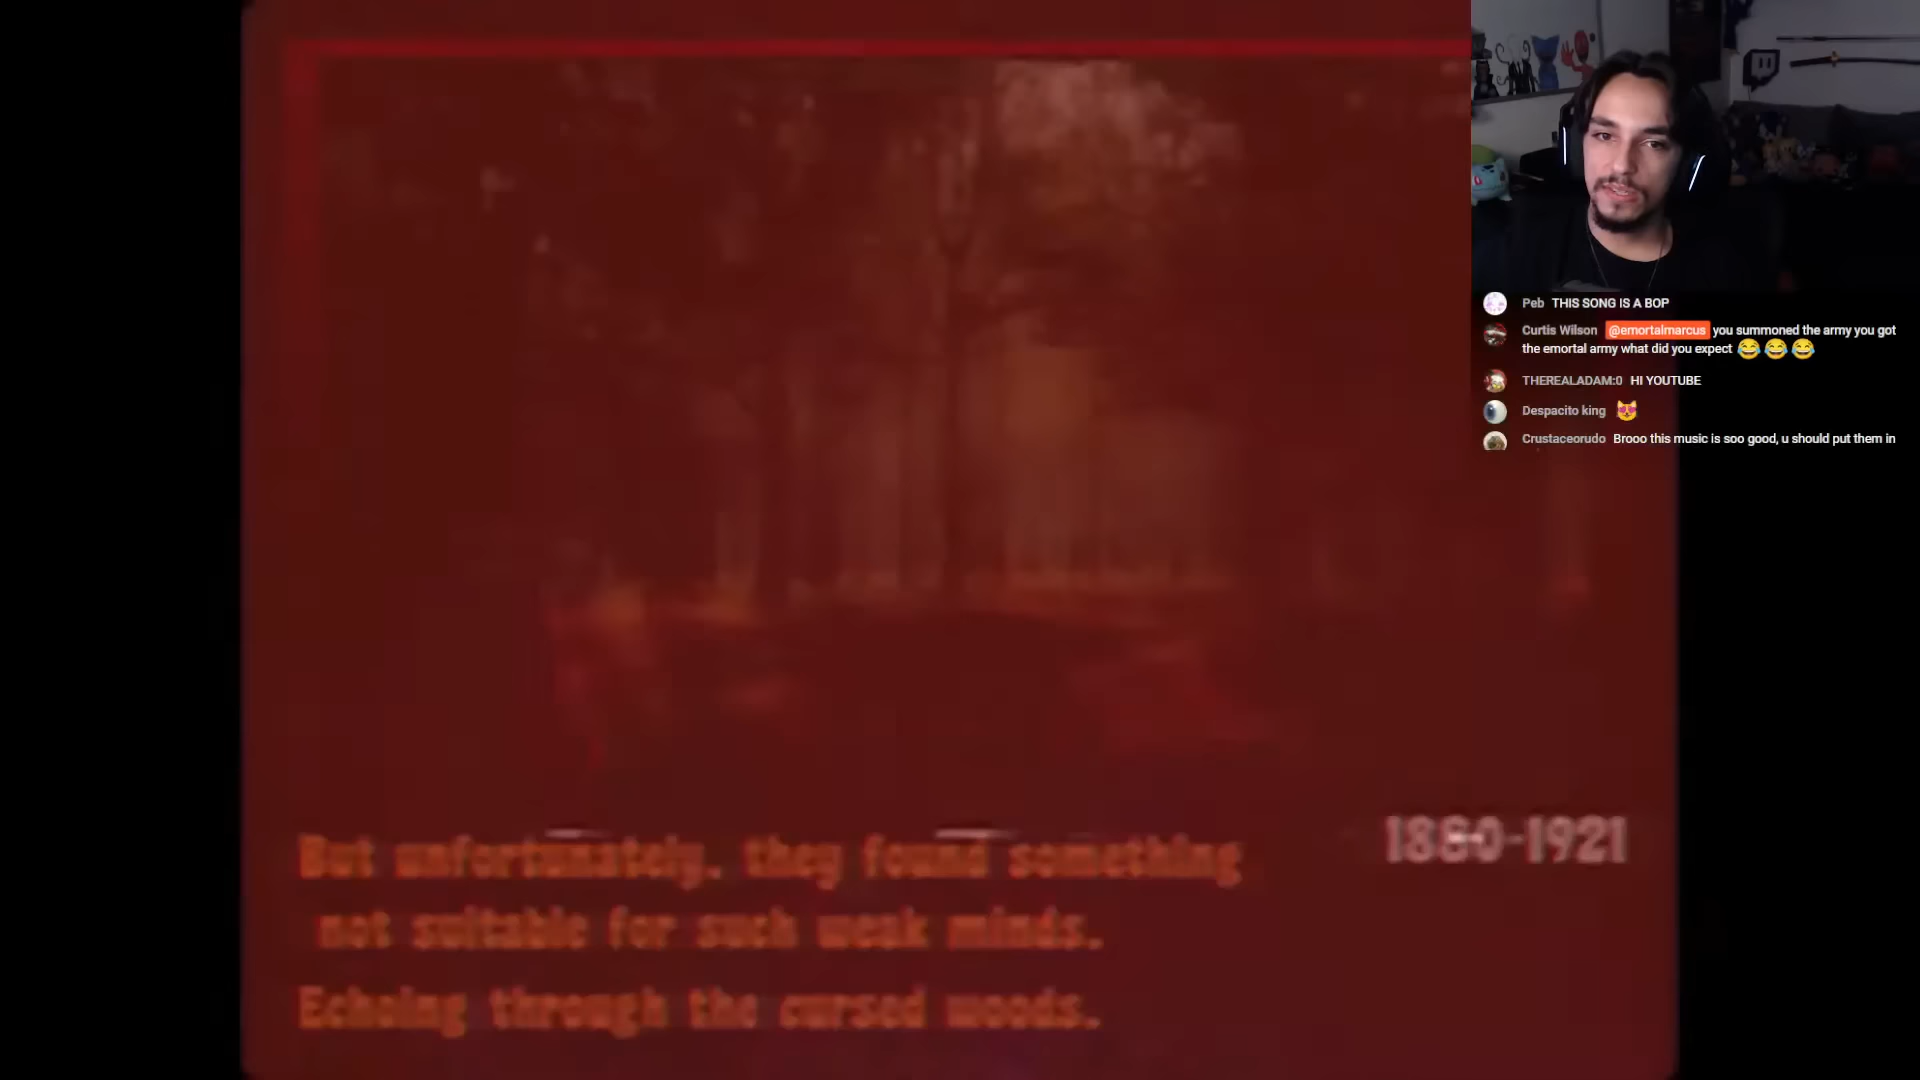 Peb THIS SONG IS A BOP
Curtis Wilson @emortalmarcus you summoned the army you got
the emortal army what did you expect 😂😂😂
THEREALADAM:0 HI YOUTUBE
Despacito king 😻
Crustaceorudo Brooo this music is soo good, u should put them in
1880-1921
But unfortunately, they found something
not suitable for such weak minds.
Echoing through the cursed woods.